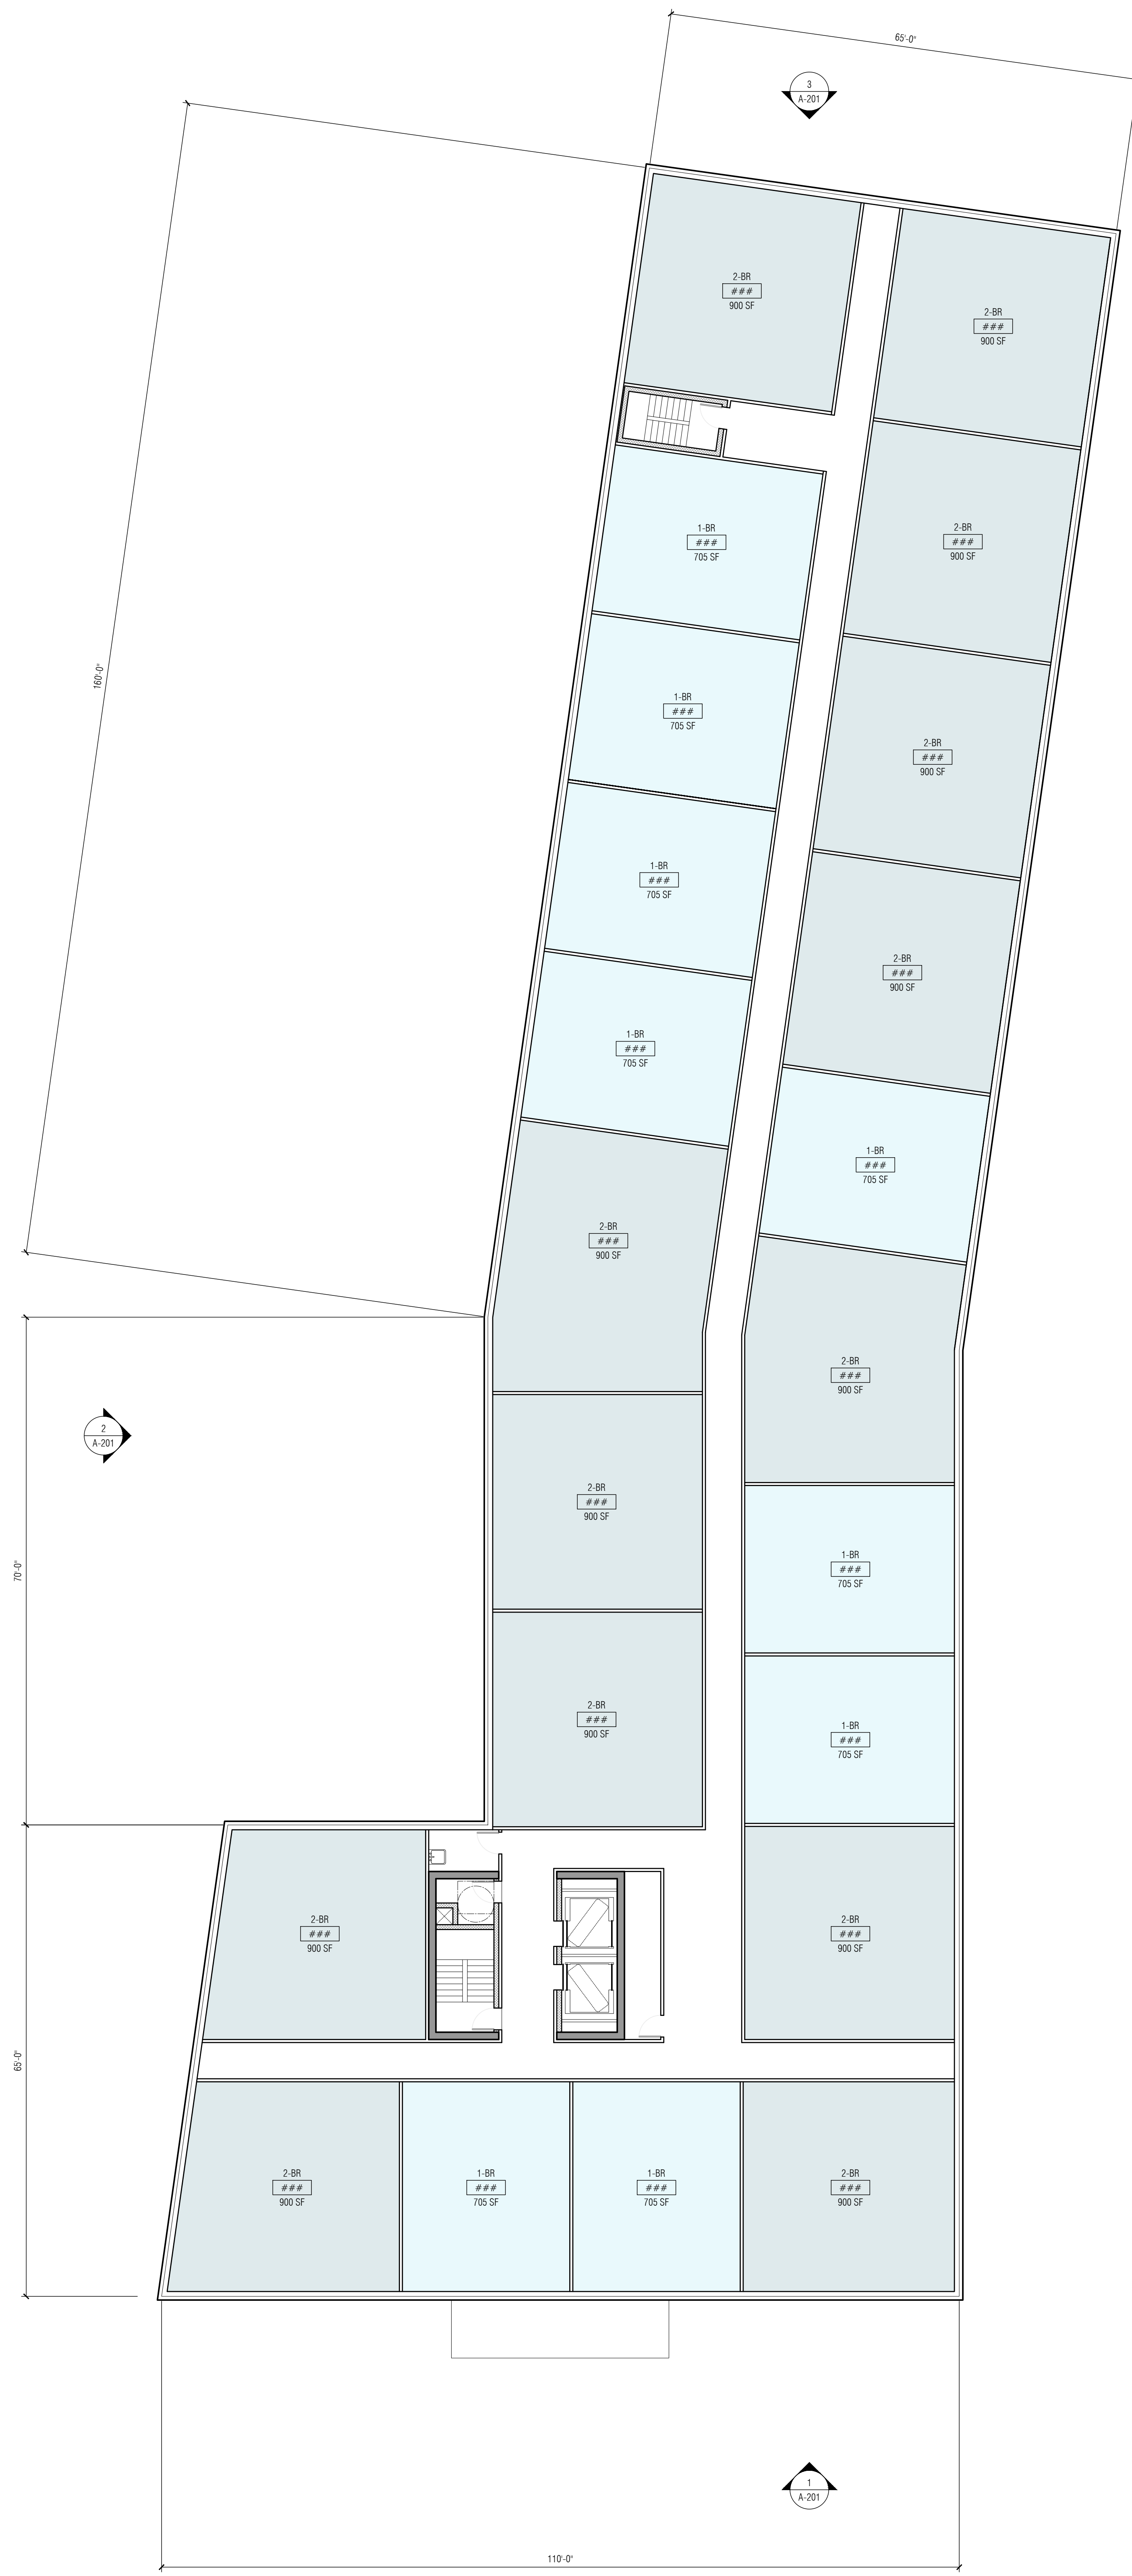 65'-0"
3
A-201
2-BR
###
900 SF
2-BR
###
900 SF
1-BR
###
705 SF
2-BR
###
900 SF
160'-0"
1-BR
###
705 SF
2-BR
###
900 SF
1-BR
###
705 SF
2-BR
###
900 SF
1-BR
###
705 SF
1-BR
###
705 SF
2-BR
###
900 SF
2-BR
###
900 SF
2
A-201
2-BR
###
900 SF
1-BR
###
705 SF
70'-0"
2-BR
###
900 SF
1-BR
###
705 SF
2-BR
###
900 SF
2-BR
###
900 SF
65'-0"
2-BR
###
900 SF
1-BR
###
705 SF
1-BR
###
705 SF
2-BR
###
900 SF
1
A-201
110'-0"